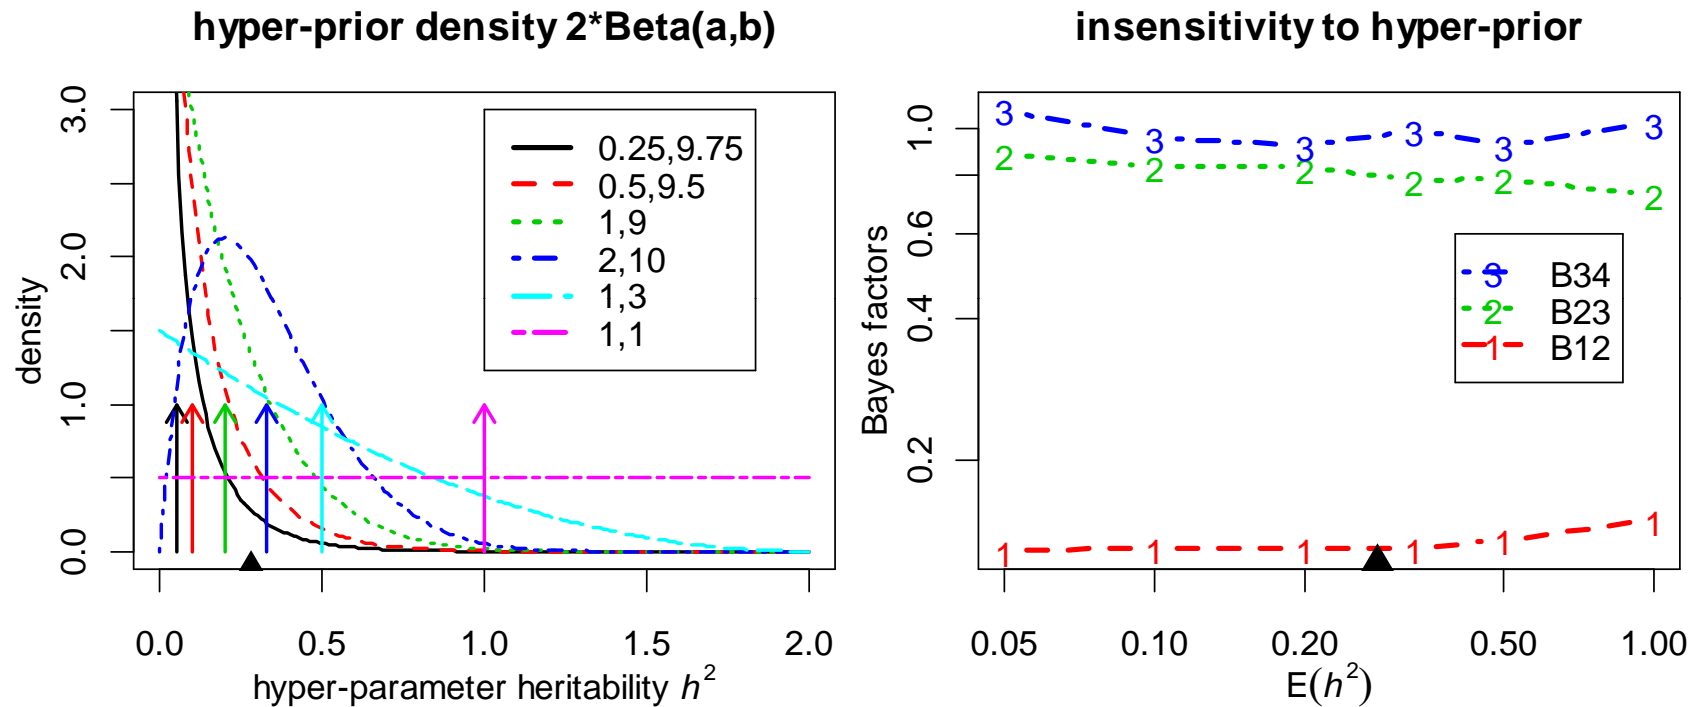 hyper-prior density 2*Beta(a,b)
density
0.0
1.0
2.0
3.0
0.25,9.75
0.5,9.5
1,9
2,10
1,3
1,1
0.0 0.5 1.0 1.5 2.0
hyper-parameter heritability h²
insensitivity to hyper-prior
Bayes factors
0.2
0.4
0.6
1.0
3 3 3 3 3 3
2 2 2 2 2 2
3 B34
2 B23
1 B12
1 1 1 1 1 1
0.05 0.10 0.20 0.50 1.00
E(h²)